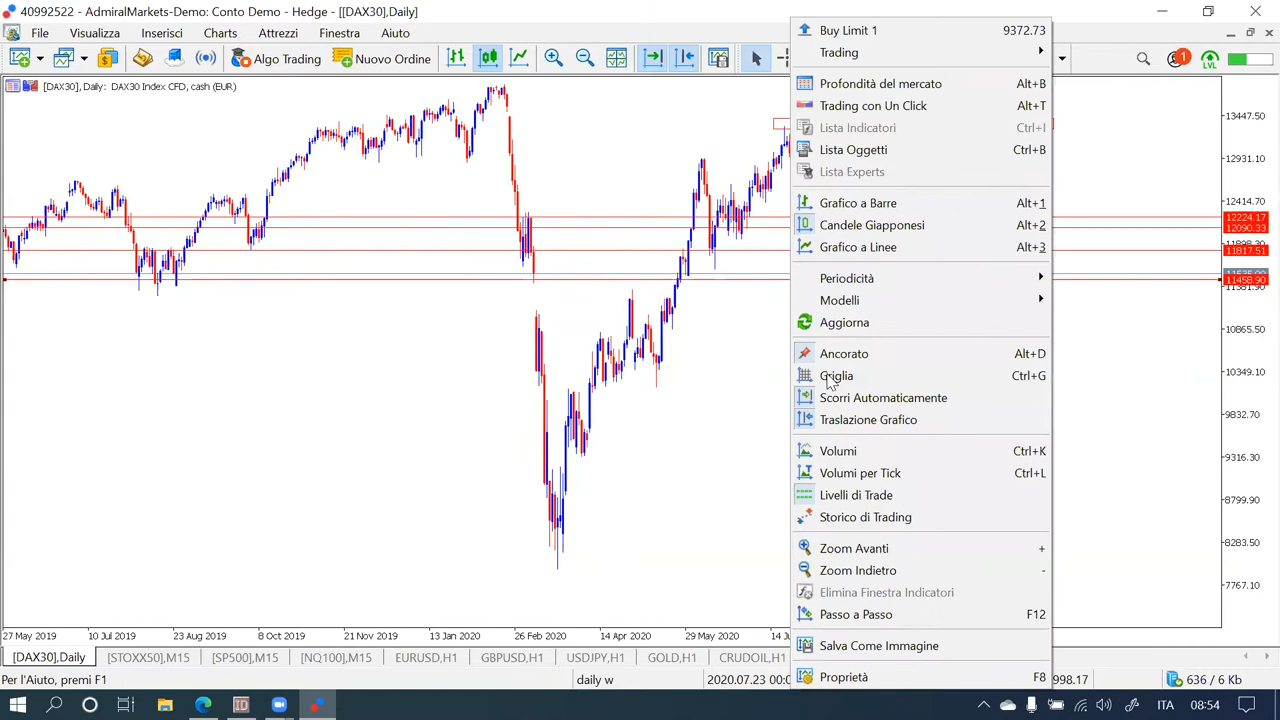 40992522 - AdmiralMarkets-Demo: Conto Demo - Hedge - [[DAX30],Daily]
File Visualizza Inserisci Charts Attrezzi Finestra Aiuto
Algo Trading Nuovo Ordine 1 LVL
[DAX30], Daily: DAX30 Index CFD, cash (EUR)
Buy Limit 1 9372.73
Trading
Profondità del mercato Alt+B
Trading con Un Click Alt+T
Lista Indicatori Ctrl+I
Lista Oggetti Ctrl+B
Lista Experts
Grafico a Barre Alt+1
Candele Giapponesi Alt+2
Grafico a Linee Alt+3
Periodicità
Modelli
Aggiorna
Ancorato Alt+D
Griglia Ctrl+G
Scorri Automaticamente
Traslazione Grafico
Volumi Ctrl+K
Volumi per Tick Ctrl+L
Livelli di Trade
Storico di Trading
Zoom Avanti +
Zoom Indietro -
Elimina Finestra Indicatori
Passo a Passo F12
Salva Come Immagine
Proprietà F8
13447.50
12931.10
12414.70
12224.17
12090.33
11817.51
11458.90
11381.90
10865.50
10349.10
9832.70
9316.30
8799.90
8283.50
7767.10
27 May 2019 10 Jul 2019 23 Aug 2019 8 Oct 2019 21 Nov 2019 13 Jan 2020 26 Feb 2020 14 Apr 2020 29 May 2020 14 Ju
[DAX30],Daily [STOXX50],M15 [SP500],M15 [NQ100],M15 EURUSD,H1 GBPUSD,H1 USDJPY,H1 GOLD,H1 CRUDOIL,H1
Per l'Aiuto, premi F1 daily w 2020.07.23 00:0 998.17 636 / 6 Kb
ITA 08:54